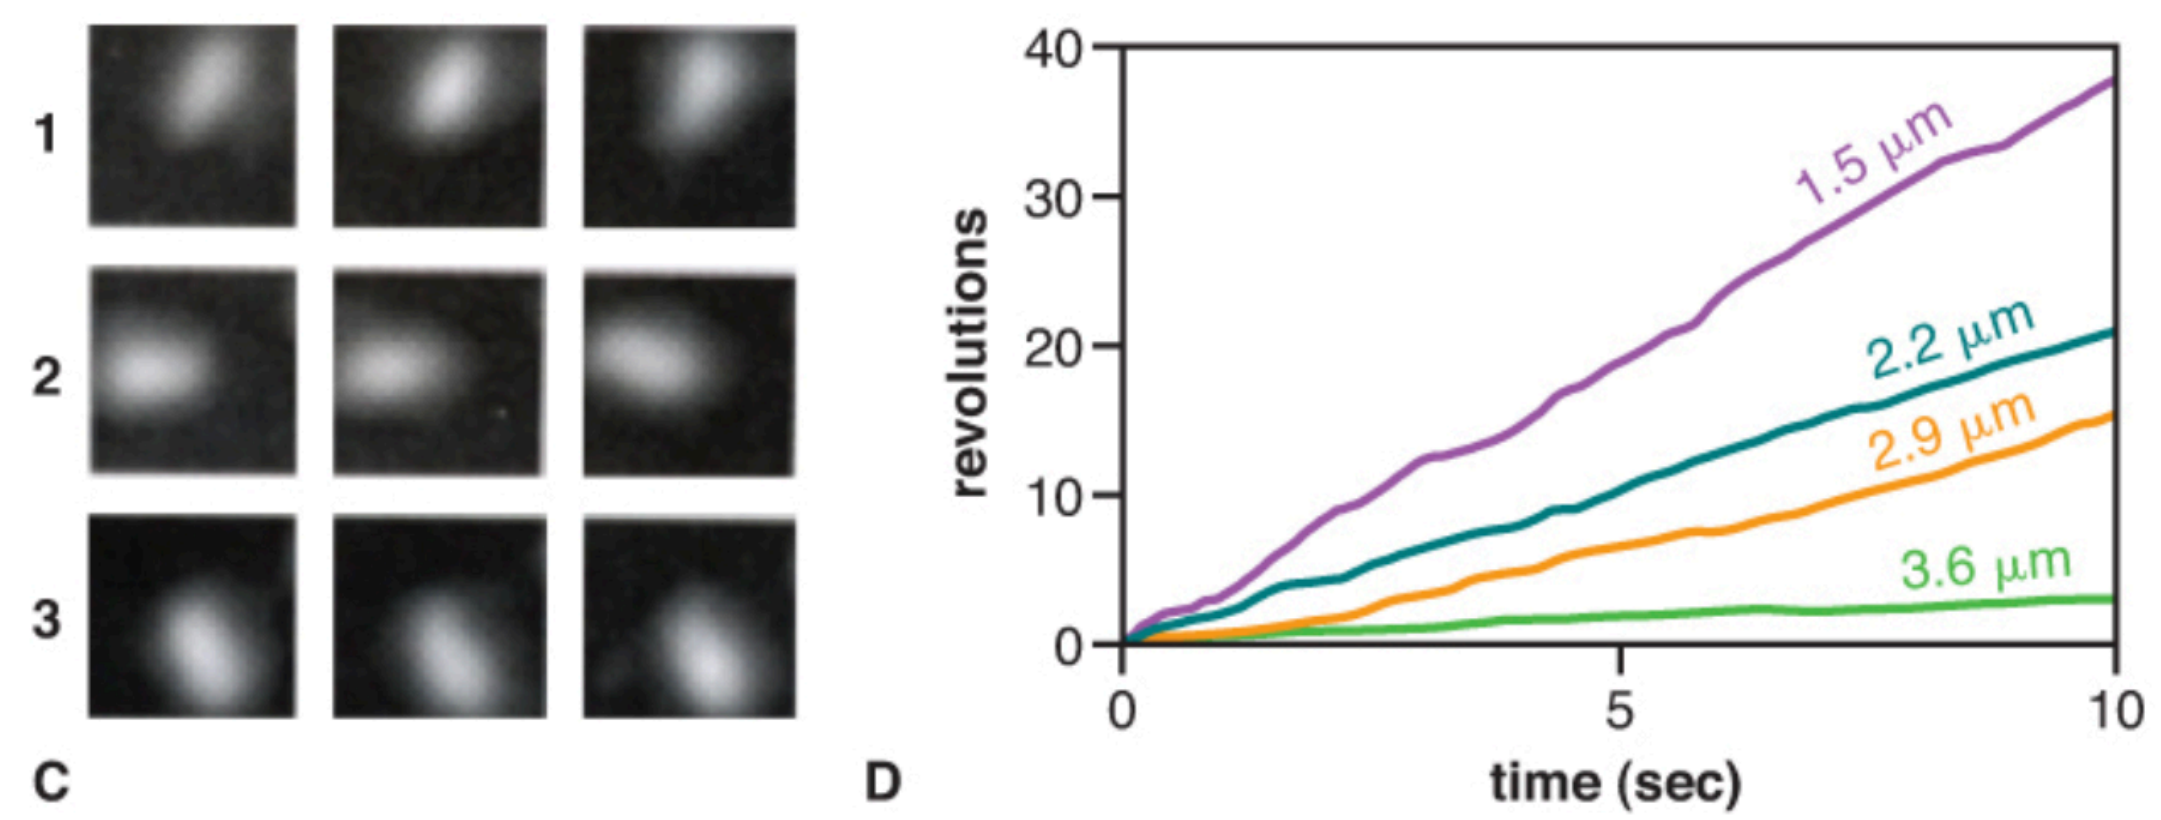 1
2
3
C
revolutions
40
30
20
10
0
1.5 μm
2.2 μm
2.9 μm
3.6 μm
0 5 10
time (sec)
D